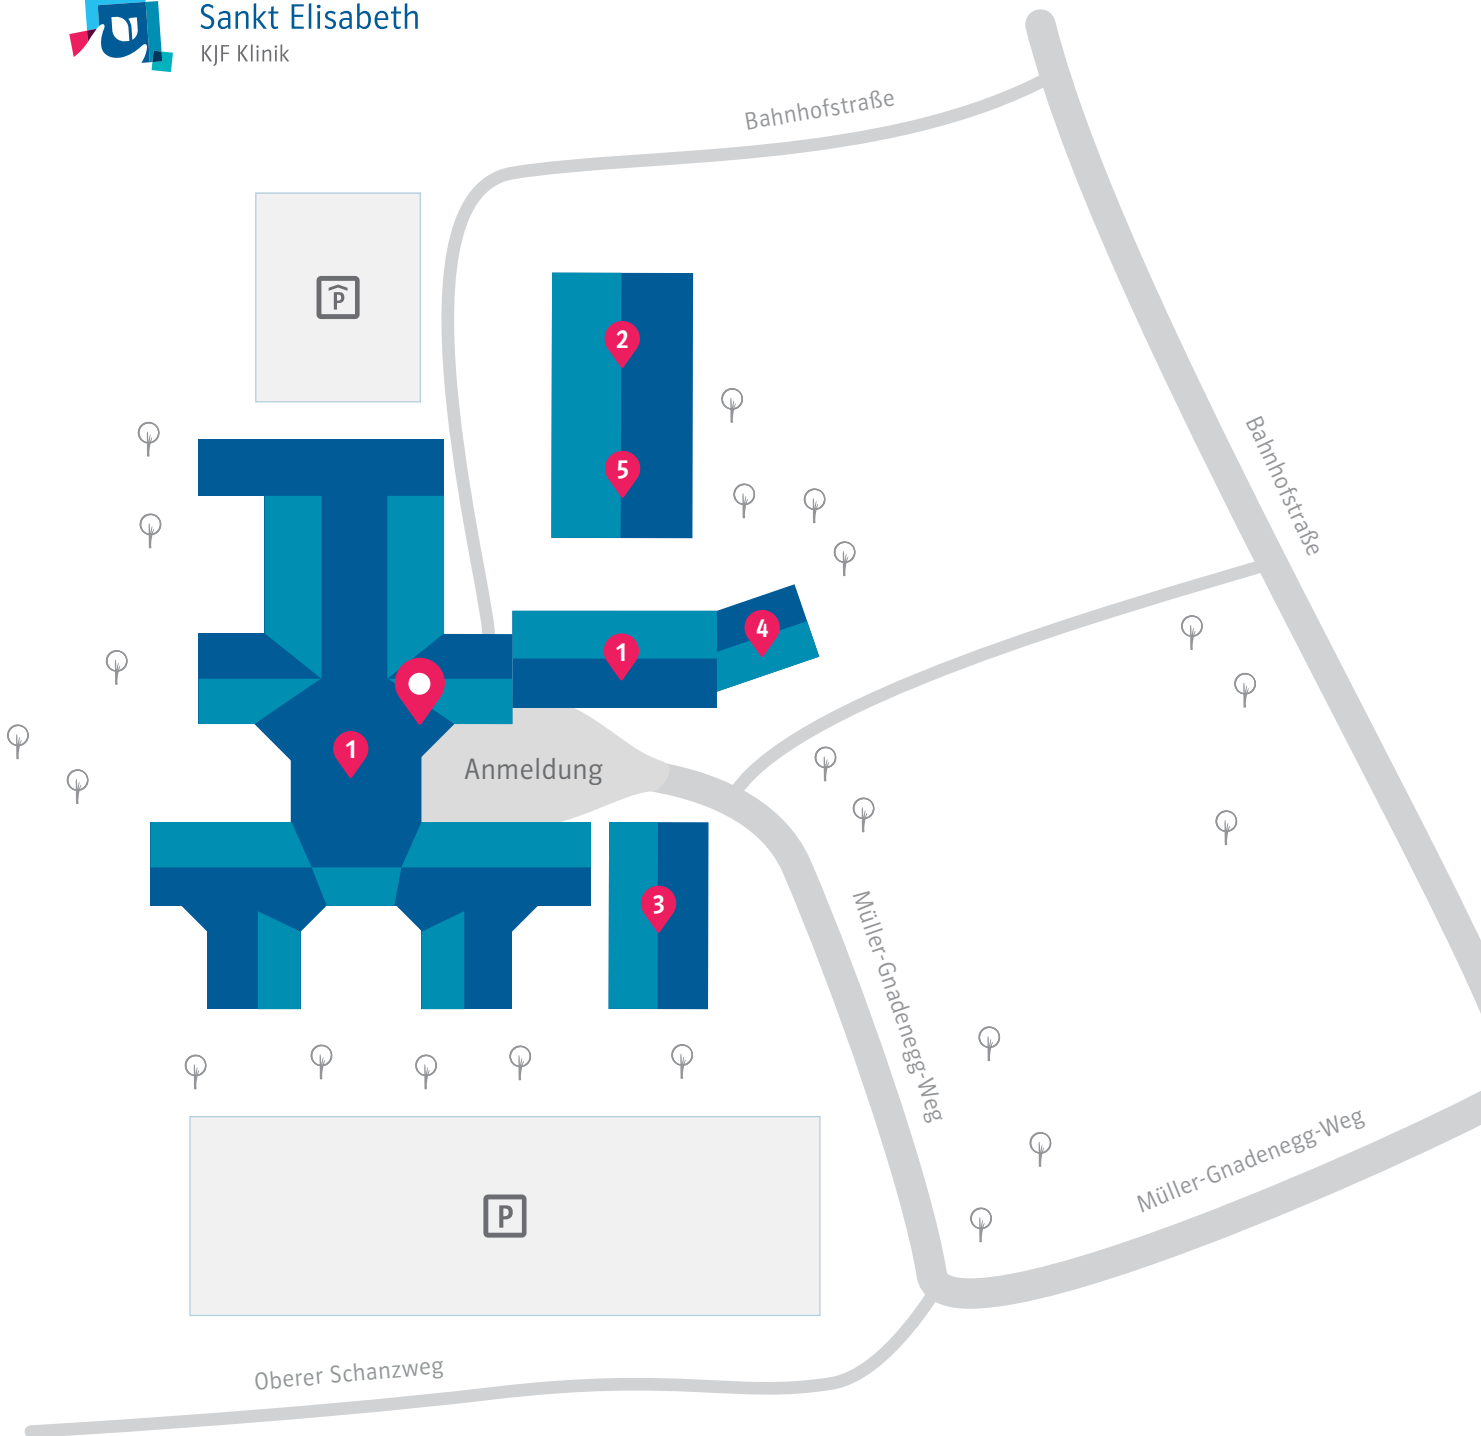 Sankt Elisabeth
KJF Klinik
Bahnhofstraße
P
2
5
Bahnhofstraße
4
1
1
Anmeldung
3
Müller-Gnadenegg-Weg
Müller-Gnadenegg-Weg
P
Oberer Schanzweg